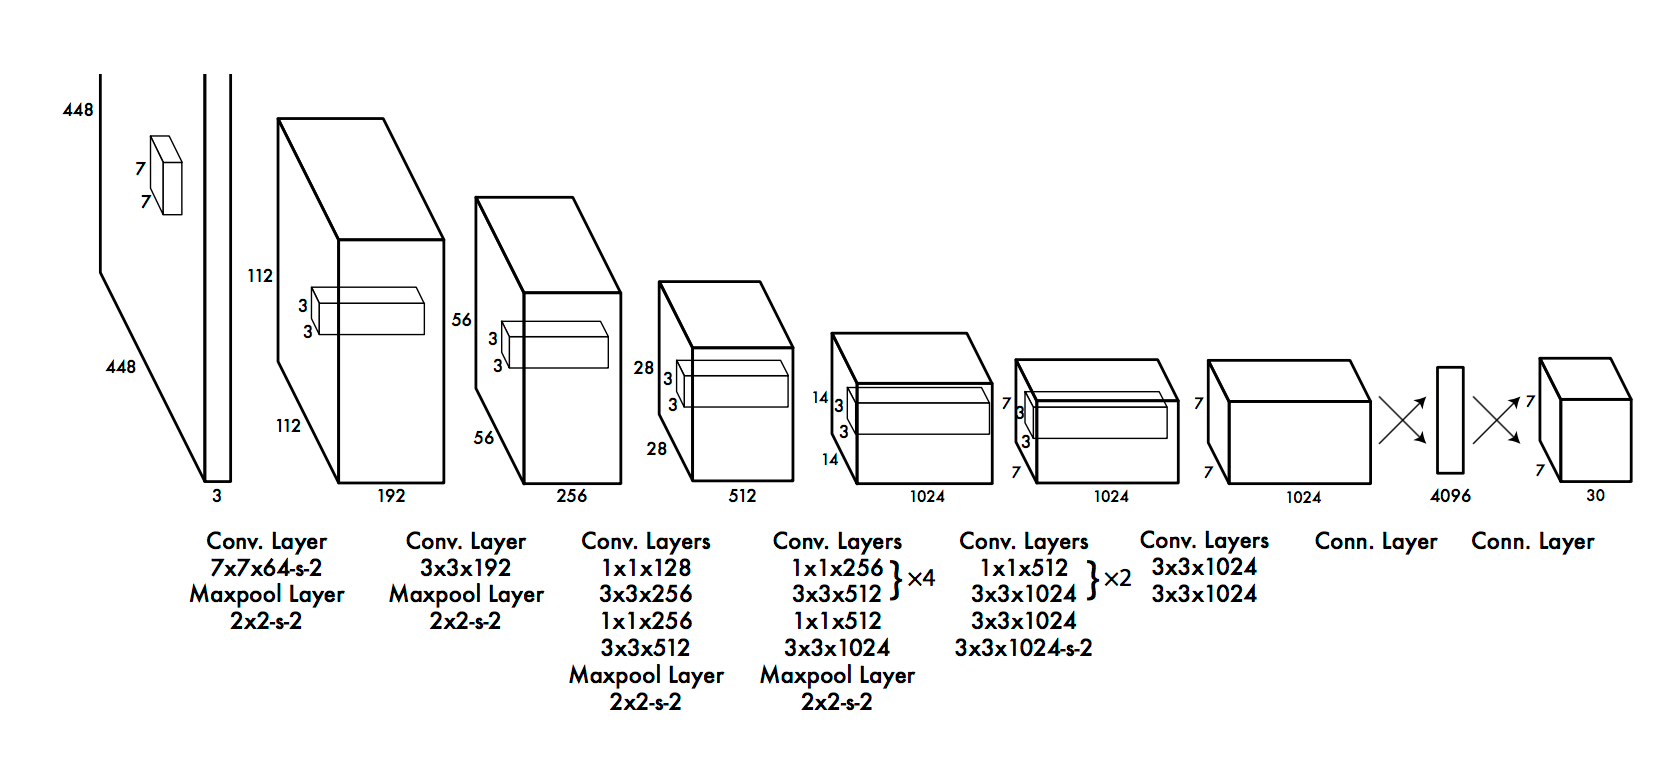 448
7
7
448
3
112
3
3
112
192
56
3
3
56
256
28
3
3
28
512
14
3
3
14
1024
7
3
3
7
1024
7
7
1024
4096
7
7
30
Conv. Layer
7x7x64-s-2
Maxpool Layer
2x2-s-2
Conv. Layer
3x3x192
Maxpool Layer
2x2-s-2
Conv. Layers
1x1x128
3x3x256
1x1x256
3x3x512
Maxpool Layer
2x2-s-2
Conv. Layers
1x1x256
3x3x512
}×4
1x1x512
3x3x1024
Maxpool Layer
2x2-s-2
Conv. Layers
1x1x512
3x3x1024
}×2
3x3x1024
3x3x1024-s-2
Conv. Layers
3x3x1024
3x3x1024
Conn. Layer
Conn. Layer